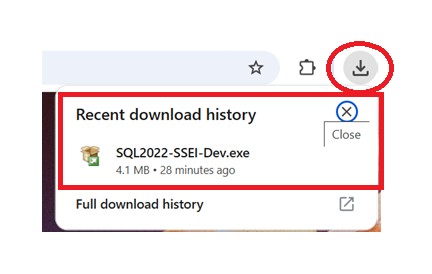 Recent download history
Close
SQL2022-SSEI-Dev.exe
4.1 MB • 28 minutes ago
Full download history